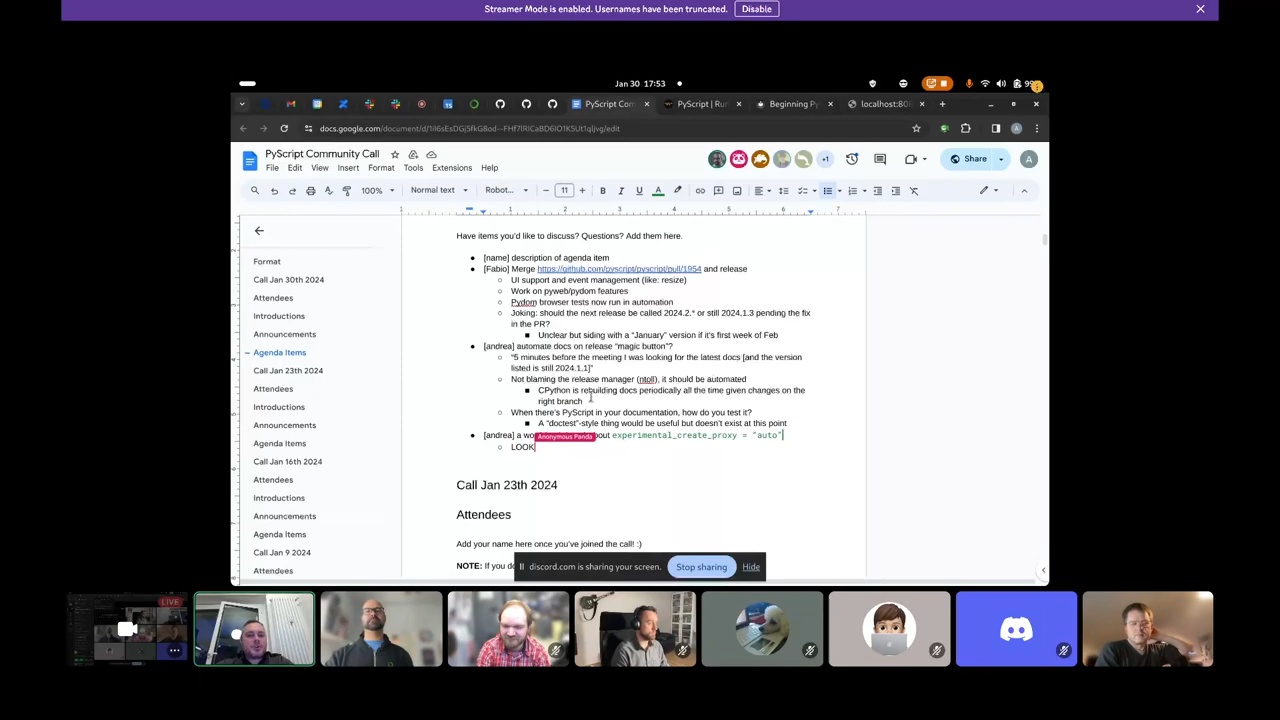 Streamer Mode is enabled. Usernames have been truncated. Disable
Jan 30 17:53
PyScript Com
PyScript | Ru
Beginning Py
localhost:80
PyScript Community Call
File Edit View Insert Format Tools Extensions Help
+1
Share
A
100% Normal text Robot... 11
Have items you'd like to discuss? Questions? Add them here.
[name] description of agenda item
[Fabio] Merge https://github.com/pyscript/pyscript/pull/1954 and release
UI support and event management (like: resize)
Work on pyweb/pydom features
Pydom browser tests now run in automation
Joking: should the next release be called 2024.2.* or still 2024.1.3 pending the fix
in the PR?
Unclear but siding with a "January" version if it's first week of Feb
[andrea] automate docs on release "magic button"?
"5 minutes before the meeting I was looking for the latest docs [and the version
listed is still 2024.1.1]"
Not blaming the release manager (ntoll), it should be automated
CPython is rebuilding docs periodically all the time given changes on the
right branch
When there's PyScript in your documentation, how do you test it?
A "doctest"-style thing would be useful but doesn't exist at this point
[andrea] a wo Anonymous Panda out experimental_create_proxy = "auto"
LOOK
Call Jan 23th 2024
Attendees
Add your name here once you've joined the call! :)
NOTE: If you do
Format
Call Jan 30th 2024
Attendees
Introductions
Announcements
Agenda Items
Call Jan 23th 2024
Attendees
Introductions
Announcements
Agenda Items
Call Jan 16th 2024
Attendees
Introductions
Announcements
Agenda Items
Call Jan 9 2024
Attendees
discord.com is sharing your screen. Stop sharing Hide
LIVE